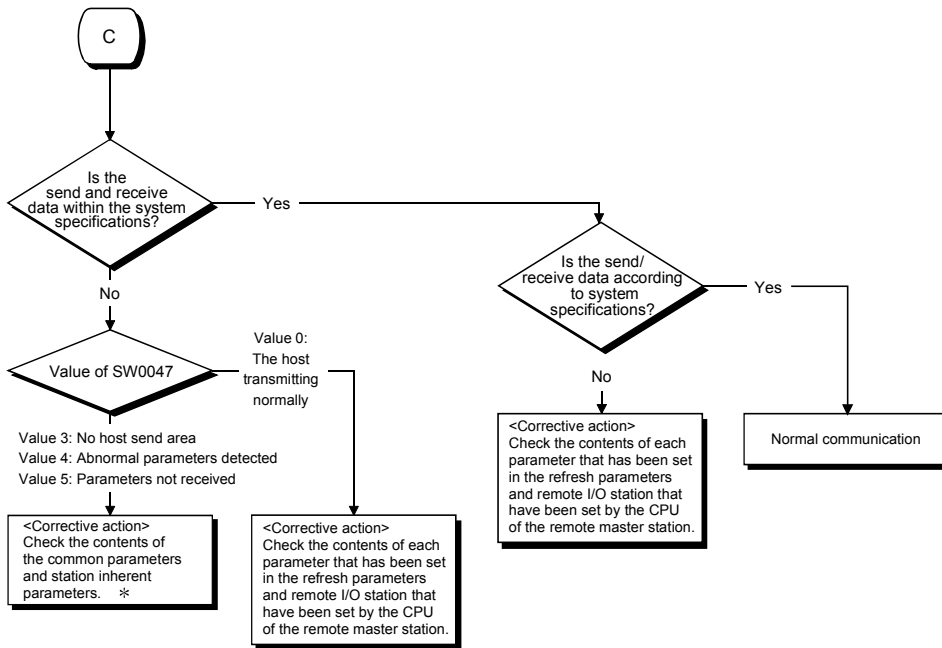 C
Is the
send and receive
data within the system
specifications?
Yes
No
Is the send/
receive data according
to system
specifications?
Yes
No
Value of SW0047
Value 0:
The host
transmitting
normally
Value 3: No host send area
Value 4: Abnormal parameters detected
Value 5: Parameters not received
<Corrective action>
Check the contents of
the common parameters
and station inherent
parameters. *
<Corrective action>
Check the contents of each
parameter that has been set
in the refresh parameters
and remote I/O station that
have been set by the CPU
of the remote master station.
<Corrective action>
Check the contents of each
parameter that has been set
in the refresh parameters
and remote I/O station that
have been set by the CPU
of the remote master station.
Normal communication